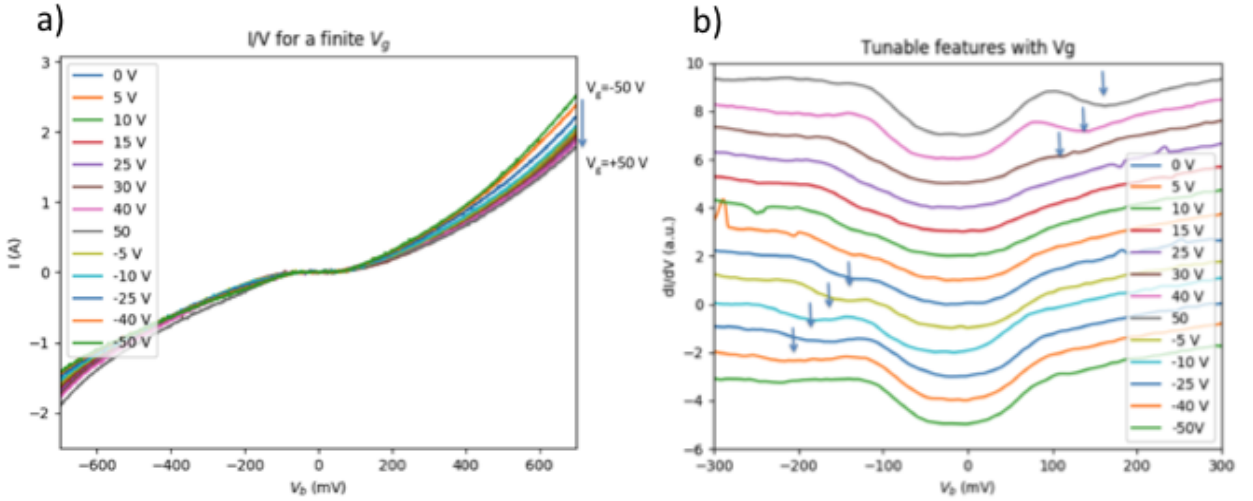 a)
I/V for a finite V_g
I (A)
3
2
1
0
−1
−2
0 V
5 V
10 V
15 V
25 V
30 V
40 V
50
-5 V
-10 V
-25 V
-40 V
-50 V
V_g=-50 V
V_g=+50 V
−600 −400 −200 0 200 400 600
V_b (mV)
b)
Tunable features with Vg
dI/dV (a.u.)
10
8
6
4
2
0
−2
−4
−6
0 V
5 V
10 V
15 V
25 V
30 V
40 V
50
-5 V
-10 V
-25 V
-40 V
-50V
−300 −200 −100 0 100 200 300
V_b (mV)